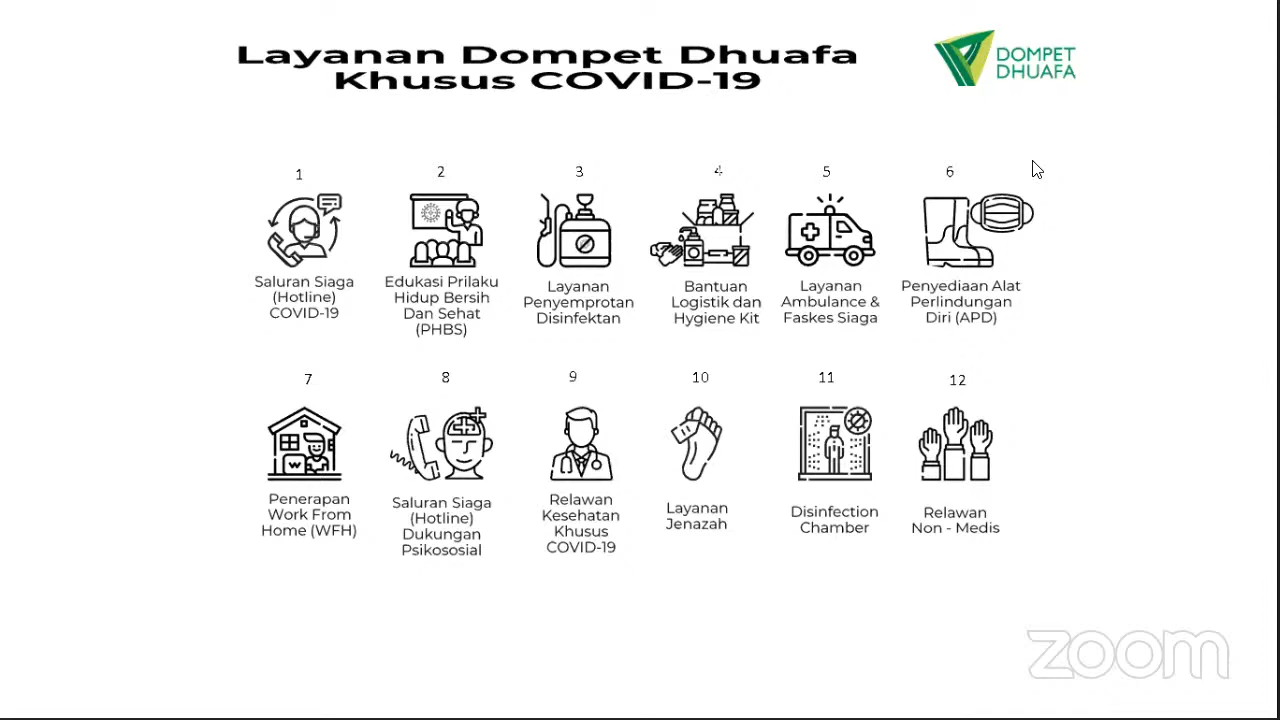 Layanan Dompet Dhuafa
Khusus COVID-19
DOMPET
DHUAFA
1
Saluran Siaga
(Hotline)
COVID-19
2
Edukasi Prilaku
Hidup Bersih
Dan Sehat
(PHBS)
3
Layanan
Penyemprotan
Disinfektan
4
Bantuan
Logistik dan
Hygiene Kit
5
Layanan
Ambulance &
Faskes Siaga
6
Penyediaan Alat
Perlindungan
Diri (APD)
7
W
Penerapan
Work From
Home (WFH)
8
Saluran Siaga
(Hotline)
Dukungan
Psikososial
9
Relawan
Kesehatan
Khusus
COVID-19
10
Layanan
Jenazah
11
Disinfection
Chamber
12
Relawan
Non - Medis
zoom